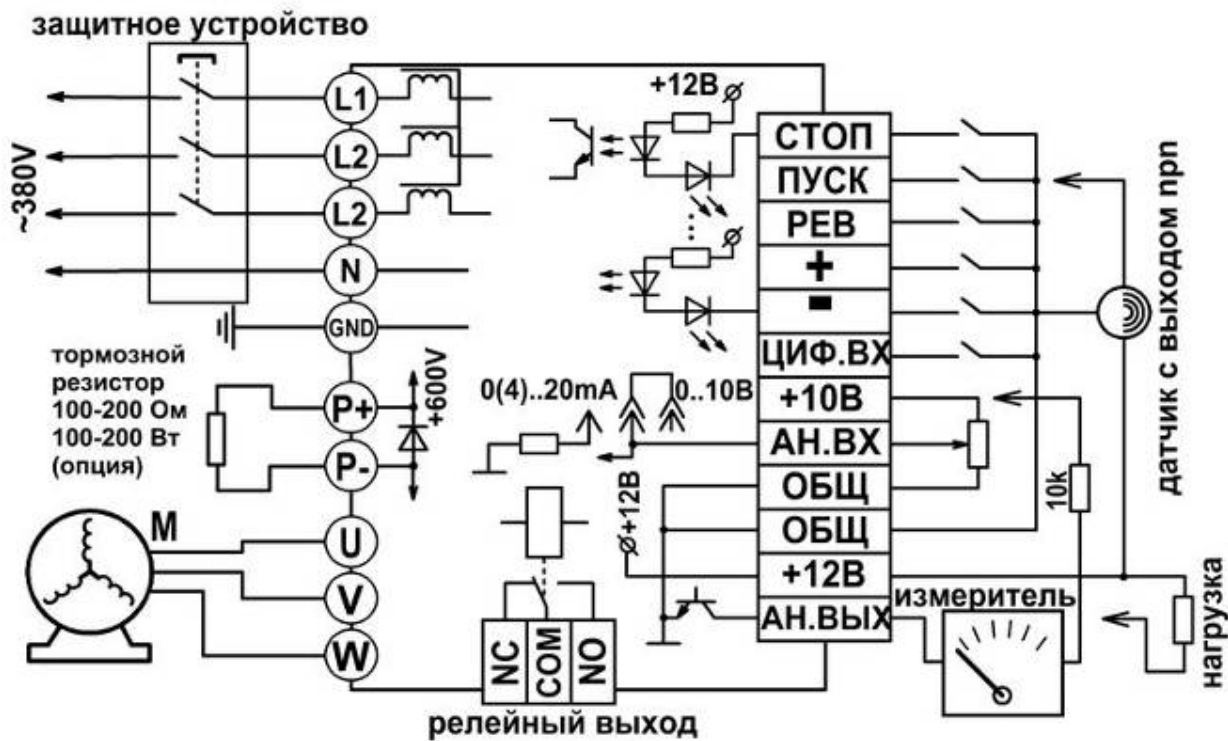 защитное устройство
~380V
L1
L2
L2
N
GND
тормозной
резистор
100-200 Ом
100-200 Вт
(опция)
P+
P-
+600V
M
U
V
W
+12В
0(4)..20mA
0..10В
+12В
NC
COM
NO
релейный выход
СТОП
ПУСК
РЕВ
+
-
ЦИФ.ВХ
+10В
АН.ВХ
ОБЩ
ОБЩ
+12В
АН.ВЫХ
измеритель
10k
датчик с выходом npn
нагрузка